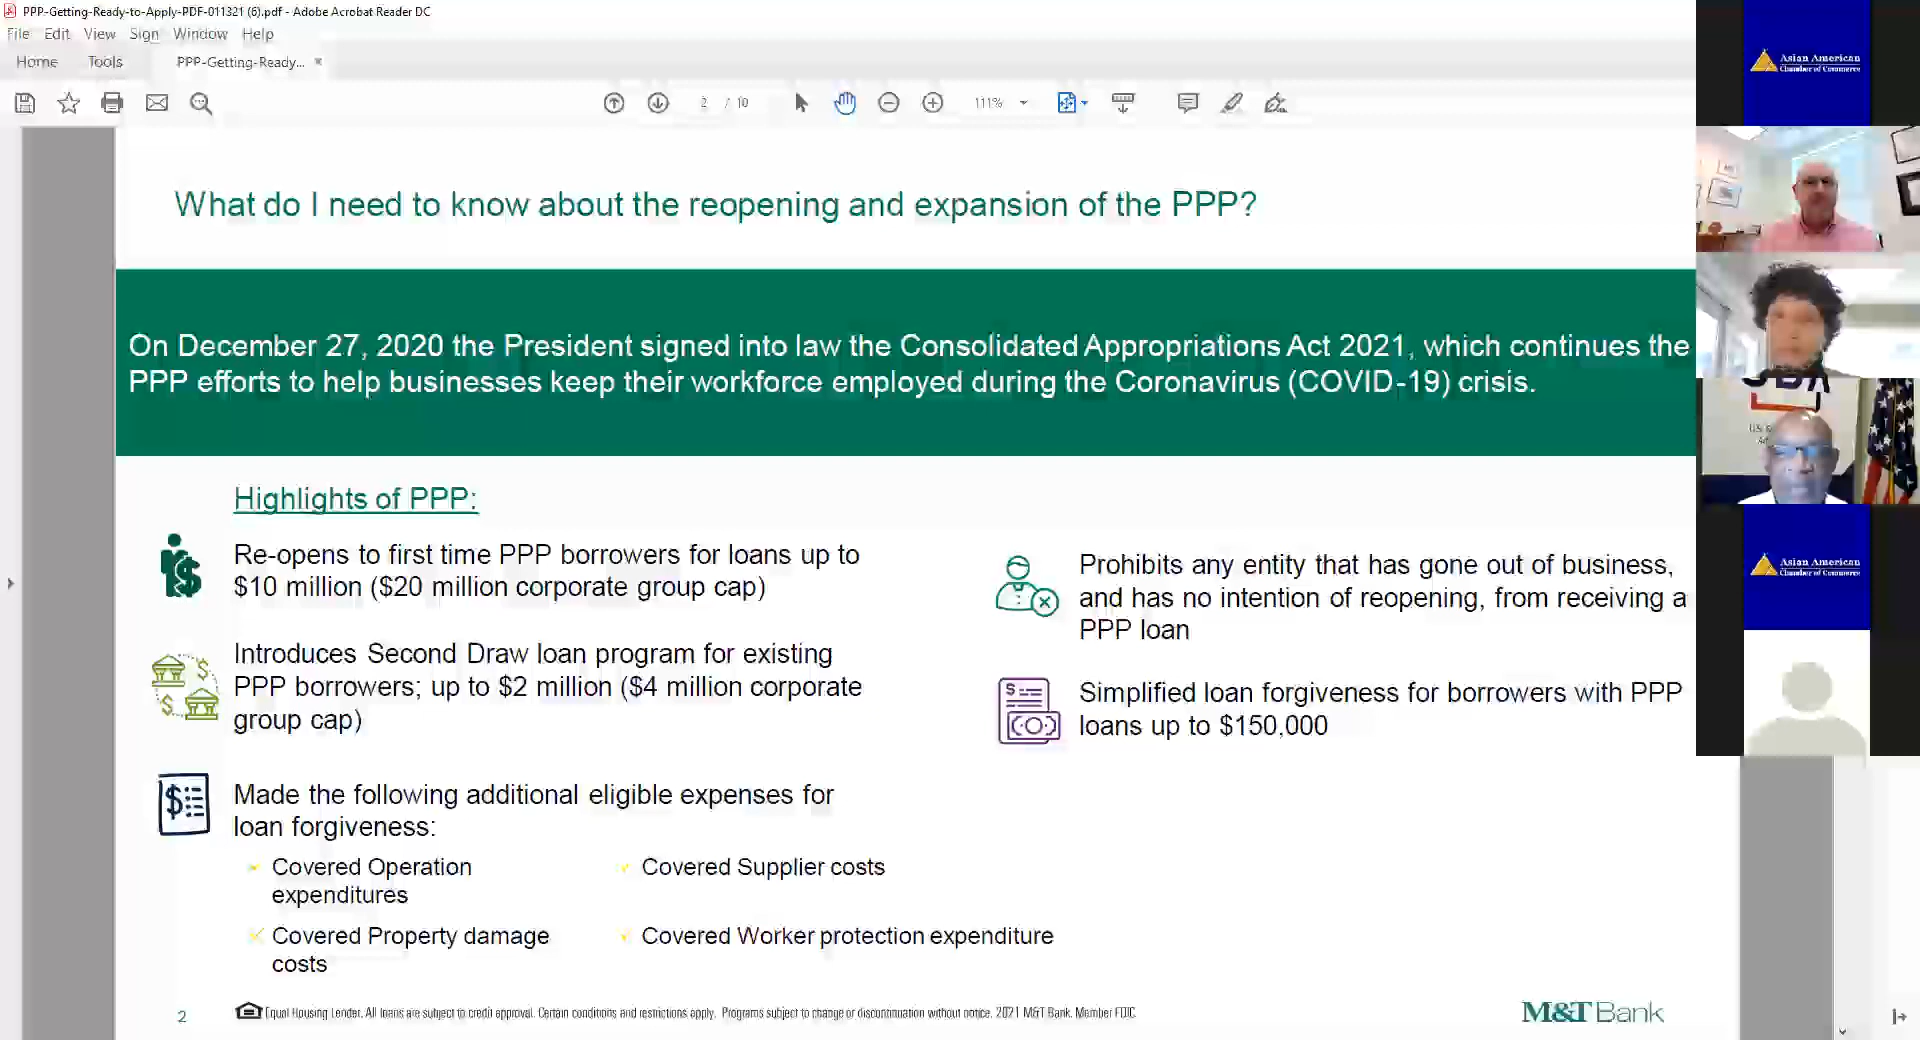 PPP-Getting-Ready-to-Apply-PDF-011321 (6).pdf - Adobe Acrobat Reader DC
File Edit View Sign Window Help
Home Tools PPP-Getting-Ready...
2 / 10 111%
What do I need to know about the reopening and expansion of the PPP?
On December 27, 2020 the President signed into law the Consolidated Appropriations Act 2021, which continues the
PPP efforts to help businesses keep their workforce employed during the Coronavirus (COVID-19) crisis.
Highlights of PPP:
Re-opens to first time PPP borrowers for loans up to
$10 million ($20 million corporate group cap)
Introduces Second Draw loan program for existing
PPP borrowers; up to $2 million ($4 million corporate
group cap)
Made the following additional eligible expenses for
loan forgiveness:
Covered Operation
expenditures
Covered Property damage
costs
Covered Supplier costs
Covered Worker protection expenditure
Prohibits any entity that has gone out of business,
and has no intention of reopening, from receiving a
PPP loan
Simplified loan forgiveness for borrowers with PPP
loans up to $150,000
2
Equal Housing Lender. All loans are subject to credit approval. Certain conditions and restrictions apply. Programs subject to change or discontinuation without notice. 2021 M&T Bank. Member FDIC
M&T Bank
Asian American
Chamber of Commerce
SBA
Asian American
Chamber of Commerce